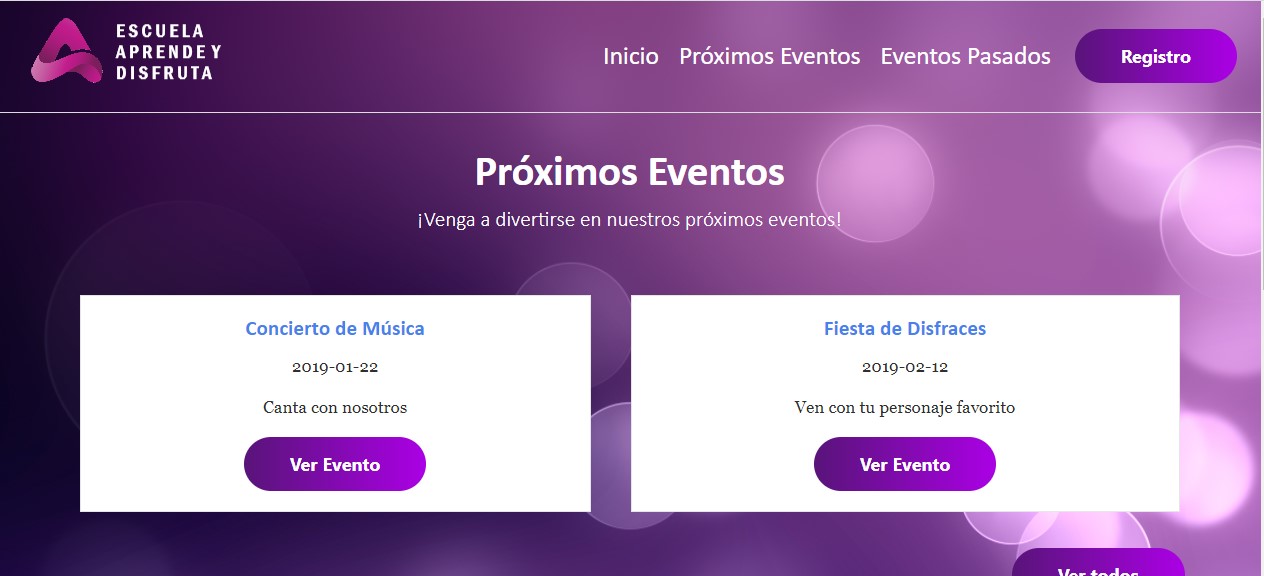 ESCUELA
APRENDE Y
DISFRUTA
Inicio Próximos Eventos Eventos Pasados Registro
Próximos Eventos
¡Venga a divertirse en nuestros próximos eventos!
Concierto de Música
2019-01-22
Canta con nosotros
Ver Evento
Fiesta de Disfraces
2019-02-12
Ven con tu personaje favorito
Ver Evento
Ver todos